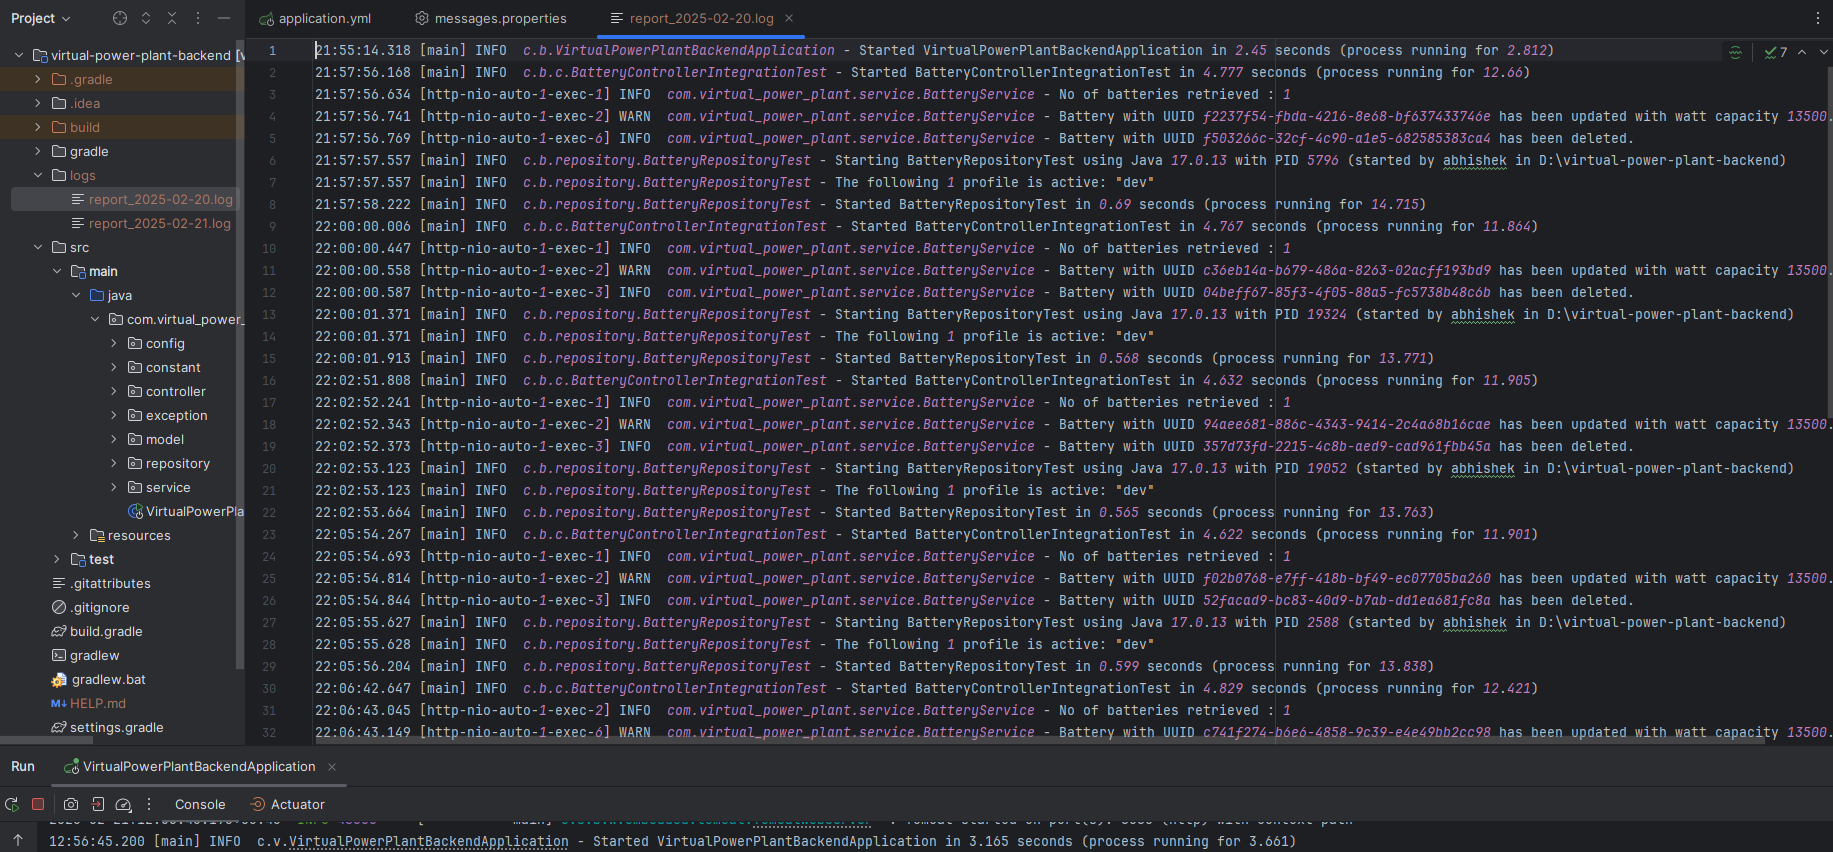 Project
application.yml
messages.properties
report_2025-02-20.log
virtual-power-plant-backend [v
.gradle
.idea
build
gradle
logs
report_2025-02-20.log
report_2025-02-21.log
src
main
java
com.virtual_power_
config
constant
controller
exception
model
repository
service
VirtualPowerPla
resources
test
.gitattributes
.gitignore
build.gradle
gradlew
gradlew.bat
M↓ HELP.md
settings.gradle
7
1 21:55:14.318 [main] INFO c.b.VirtualPowerPlantBackendApplication - Started VirtualPowerPlantBackendApplication in 2.45 seconds (process running for 2.812)
2 21:57:56.168 [main] INFO c.b.c.BatteryControllerIntegrationTest - Started BatteryControllerIntegrationTest in 4.777 seconds (process running for 12.66)
3 21:57:56.634 [http-nio-auto-1-exec-1] INFO com.virtual_power_plant.service.BatteryService - No of batteries retrieved : 1
4 21:57:56.741 [http-nio-auto-1-exec-2] WARN com.virtual_power_plant.service.BatteryService - Battery with UUID f2237f54-fbda-4216-8e68-bf637433746e has been updated with watt capacity 13500.
5 21:57:56.769 [http-nio-auto-1-exec-6] INFO com.virtual_power_plant.service.BatteryService - Battery with UUID f503266c-32cf-4c90-a1e5-682585383ca4 has been deleted.
6 21:57:57.557 [main] INFO c.b.repository.BatteryRepositoryTest - Starting BatteryRepositoryTest using Java 17.0.13 with PID 5796 (started by abhishek in D:\virtual-power-plant-backend)
7 21:57:57.557 [main] INFO c.b.repository.BatteryRepositoryTest - The following 1 profile is active: "dev"
8 21:57:58.222 [main] INFO c.b.repository.BatteryRepositoryTest - Started BatteryRepositoryTest in 0.69 seconds (process running for 14.715)
9 22:00:00.006 [main] INFO c.b.c.BatteryControllerIntegrationTest - Started BatteryControllerIntegrationTest in 4.767 seconds (process running for 11.864)
10 22:00:00.447 [http-nio-auto-1-exec-1] INFO com.virtual_power_plant.service.BatteryService - No of batteries retrieved : 1
11 22:00:00.558 [http-nio-auto-1-exec-2] WARN com.virtual_power_plant.service.BatteryService - Battery with UUID c36eb14a-b679-486a-8263-02acff193bd9 has been updated with watt capacity 13500.
12 22:00:00.587 [http-nio-auto-1-exec-3] INFO com.virtual_power_plant.service.BatteryService - Battery with UUID 04beff67-85f3-4f05-88a5-fc5738b48c6b has been deleted.
13 22:00:01.371 [main] INFO c.b.repository.BatteryRepositoryTest - Starting BatteryRepositoryTest using Java 17.0.13 with PID 19324 (started by abhishek in D:\virtual-power-plant-backend)
14 22:00:01.371 [main] INFO c.b.repository.BatteryRepositoryTest - The following 1 profile is active: "dev"
15 22:00:01.913 [main] INFO c.b.repository.BatteryRepositoryTest - Started BatteryRepositoryTest in 0.568 seconds (process running for 13.771)
16 22:02:51.808 [main] INFO c.b.c.BatteryControllerIntegrationTest - Started BatteryControllerIntegrationTest in 4.632 seconds (process running for 11.905)
17 22:02:52.241 [http-nio-auto-1-exec-1] INFO com.virtual_power_plant.service.BatteryService - No of batteries retrieved : 1
18 22:02:52.343 [http-nio-auto-1-exec-2] WARN com.virtual_power_plant.service.BatteryService - Battery with UUID 94aee681-886c-4343-9414-2c4a68b16cae has been updated with watt capacity 13500.
19 22:02:52.373 [http-nio-auto-1-exec-3] INFO com.virtual_power_plant.service.BatteryService - Battery with UUID 357d73fd-2215-4c8b-aed9-cad961fbb45a has been deleted.
20 22:02:53.123 [main] INFO c.b.repository.BatteryRepositoryTest - Starting BatteryRepositoryTest using Java 17.0.13 with PID 19052 (started by abhishek in D:\virtual-power-plant-backend)
21 22:02:53.123 [main] INFO c.b.repository.BatteryRepositoryTest - The following 1 profile is active: "dev"
22 22:02:53.664 [main] INFO c.b.repository.BatteryRepositoryTest - Started BatteryRepositoryTest in 0.565 seconds (process running for 13.763)
23 22:05:54.267 [main] INFO c.b.c.BatteryControllerIntegrationTest - Started BatteryControllerIntegrationTest in 4.622 seconds (process running for 11.901)
24 22:05:54.693 [http-nio-auto-1-exec-1] INFO com.virtual_power_plant.service.BatteryService - No of batteries retrieved : 1
25 22:05:54.814 [http-nio-auto-1-exec-2] WARN com.virtual_power_plant.service.BatteryService - Battery with UUID f02b0768-e7ff-418b-bf49-ec07705ba260 has been updated with watt capacity 13500.
26 22:05:54.844 [http-nio-auto-1-exec-3] INFO com.virtual_power_plant.service.BatteryService - Battery with UUID 52facad9-bc83-40d9-b7ab-dd1ea681fc8a has been deleted.
27 22:05:55.627 [main] INFO c.b.repository.BatteryRepositoryTest - Starting BatteryRepositoryTest using Java 17.0.13 with PID 2588 (started by abhishek in D:\virtual-power-plant-backend)
28 22:05:55.628 [main] INFO c.b.repository.BatteryRepositoryTest - The following 1 profile is active: "dev"
29 22:05:56.204 [main] INFO c.b.repository.BatteryRepositoryTest - Started BatteryRepositoryTest in 0.599 seconds (process running for 13.838)
30 22:06:42.647 [main] INFO c.b.c.BatteryControllerIntegrationTest - Started BatteryControllerIntegrationTest in 4.829 seconds (process running for 12.421)
31 22:06:43.045 [http-nio-auto-1-exec-2] INFO com.virtual_power_plant.service.BatteryService - No of batteries retrieved : 1
32 22:06:43.149 [http-nio-auto-1-exec-6] WARN com.virtual_power_plant.service.BatteryService - Battery with UUID c741f274-b6e6-4858-9c39-e4e49bb2cc98 has been updated with watt capacity 13500.
Run
VirtualPowerPlantBackendApplication
Console
Actuator
12:56:45.200 [main] INFO c.v.VirtualPowerPlantBackendApplication - Started VirtualPowerPlantBackendApplication in 3.165 seconds (process running for 3.661)